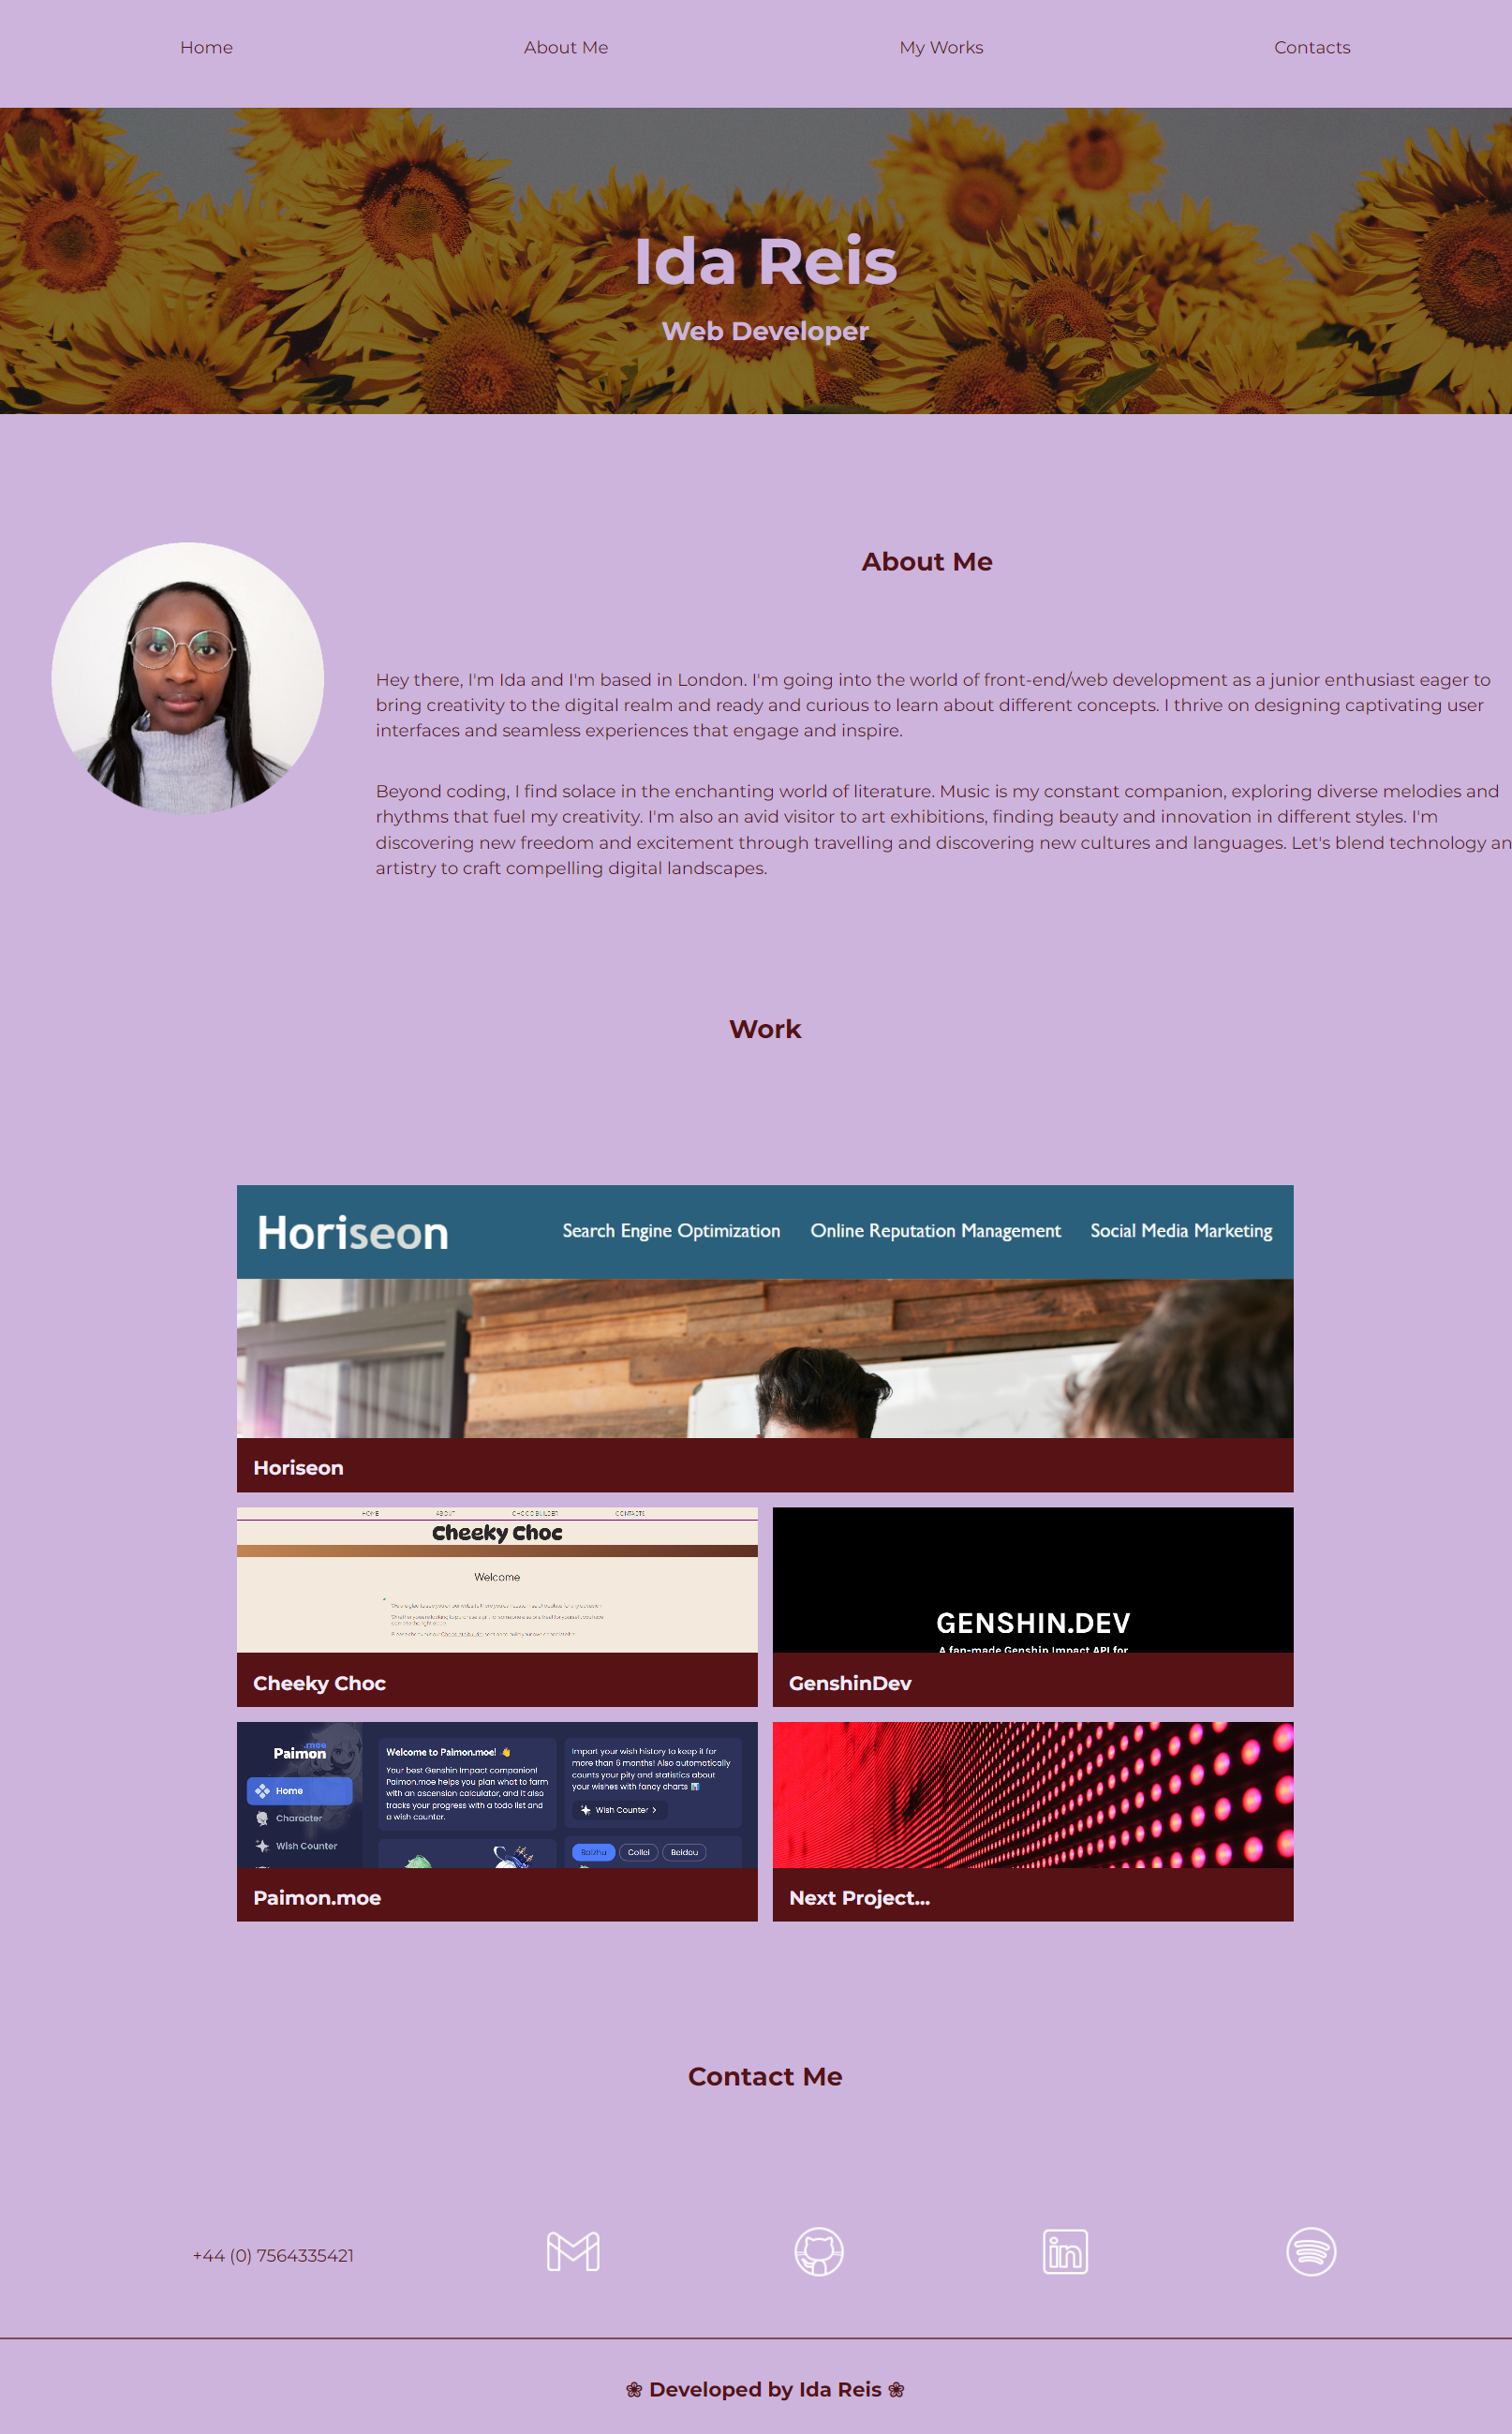 Home About Me My Works Contacts
Ida Reis
Web Developer
About Me
Hey there, I'm Ida and I'm based in London. I'm going into the world of front-end/web development as a junior enthusiast eager to
bring creativity to the digital realm and ready and curious to learn about different concepts. I thrive on designing captivating user
interfaces and seamless experiences that engage and inspire.
Beyond coding, I find solace in the enchanting world of literature. Music is my constant companion, exploring diverse melodies and
rhythms that fuel my creativity. I'm also an avid visitor to art exhibitions, finding beauty and innovation in different styles. I'm
discovering new freedom and excitement through travelling and discovering new cultures and languages. Let's blend technology an
artistry to craft compelling digital landscapes.
Work
Horiseon Search Engine Optimization Online Reputation Management Social Media Marketing
Horiseon
HOME ABOUT CHOCO BUILDER CONTACTS
Cheeky Choc
Welcome
Cheeky Choc
GENSHIN.DEV
A fan-made Genshin Impact API for
GenshinDev
Paimon
.moe
Home
Character
Wish Counter
Welcome to Paimon.moe! 👋
Your best Genshin Impact companion!
Paimon.moe helps you plan what to farm
with an ascension calculator, and it also
tracks your progress with a todo list and
a wish counter.
Import your wish history to keep it for
more than 6 months! Also automatically
counts your pity and statistics about
your wishes with fancy charts 📊
Wish Counter >
Baizhu Collei Beidou
Paimon.moe
Next Project...
Contact Me
+44 (0) 7564335421
in
❀ Developed by Ida Reis ❀